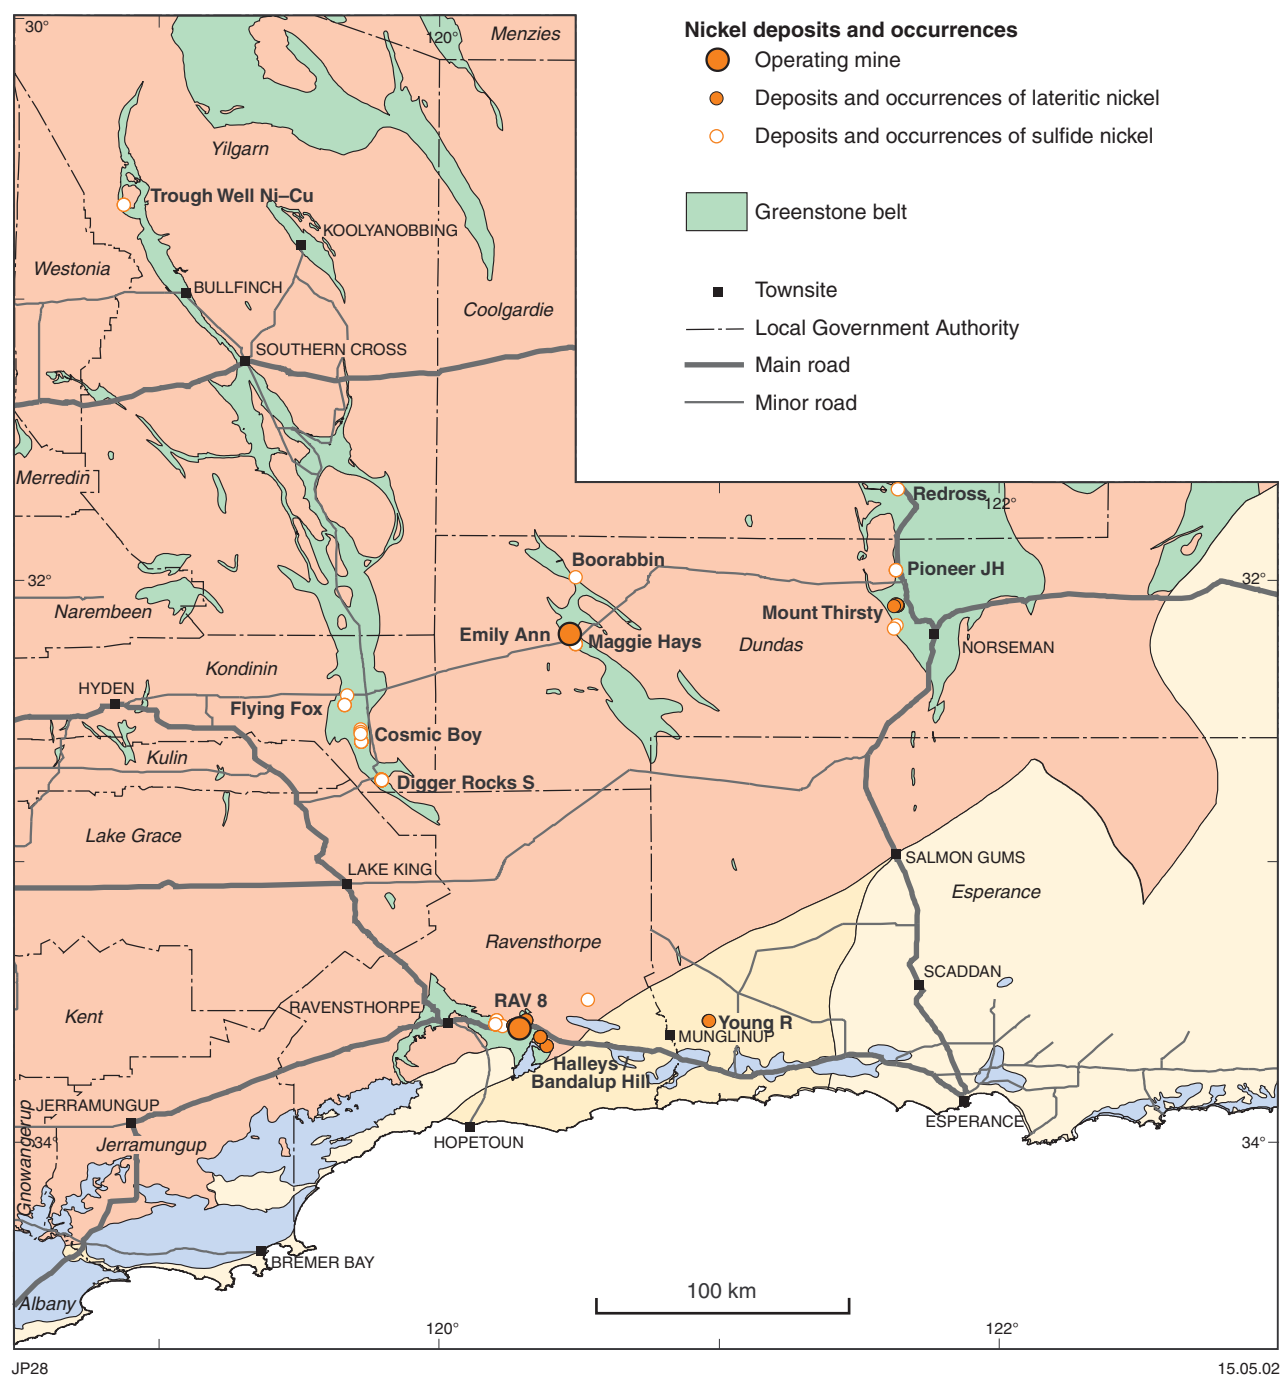 30°
120°
Menzies
Nickel deposits and occurrences
Operating mine
Deposits and occurrences of lateritic nickel
Deposits and occurrences of sulfide nickel
Greenstone belt
Townsite
Local Government Authority
Main road
Minor road
Yilgarn
Trough Well Ni–Cu
KOOLYANOBBING
Westonia
BULLFINCH
Coolgardie
SOUTHERN CROSS
Merredin
Redross
122°
Boorabbin
Pioneer JH
32°
32°
Narembeen
Mount Thirsty
Emily Ann
Maggie Hays
Dundas
NORSEMAN
Kondinin
HYDEN
Flying Fox
Cosmic Boy
Kulin
Digger Rocks S
Lake Grace
LAKE KING
SALMON GUMS
Esperance
Ravensthorpe
SCADDAN
RAV 8
RAVENSTHORPE
Kent
Young R
MUNGLINUP
Halleys /
Bandalup Hill
JERRAMUNGUP
ESPERANCE
HOPETOUN
34°
Jerramungup
34°
Gnowangerup
BREMER BAY
Albany
100 km
120°
122°
JP28
15.05.02